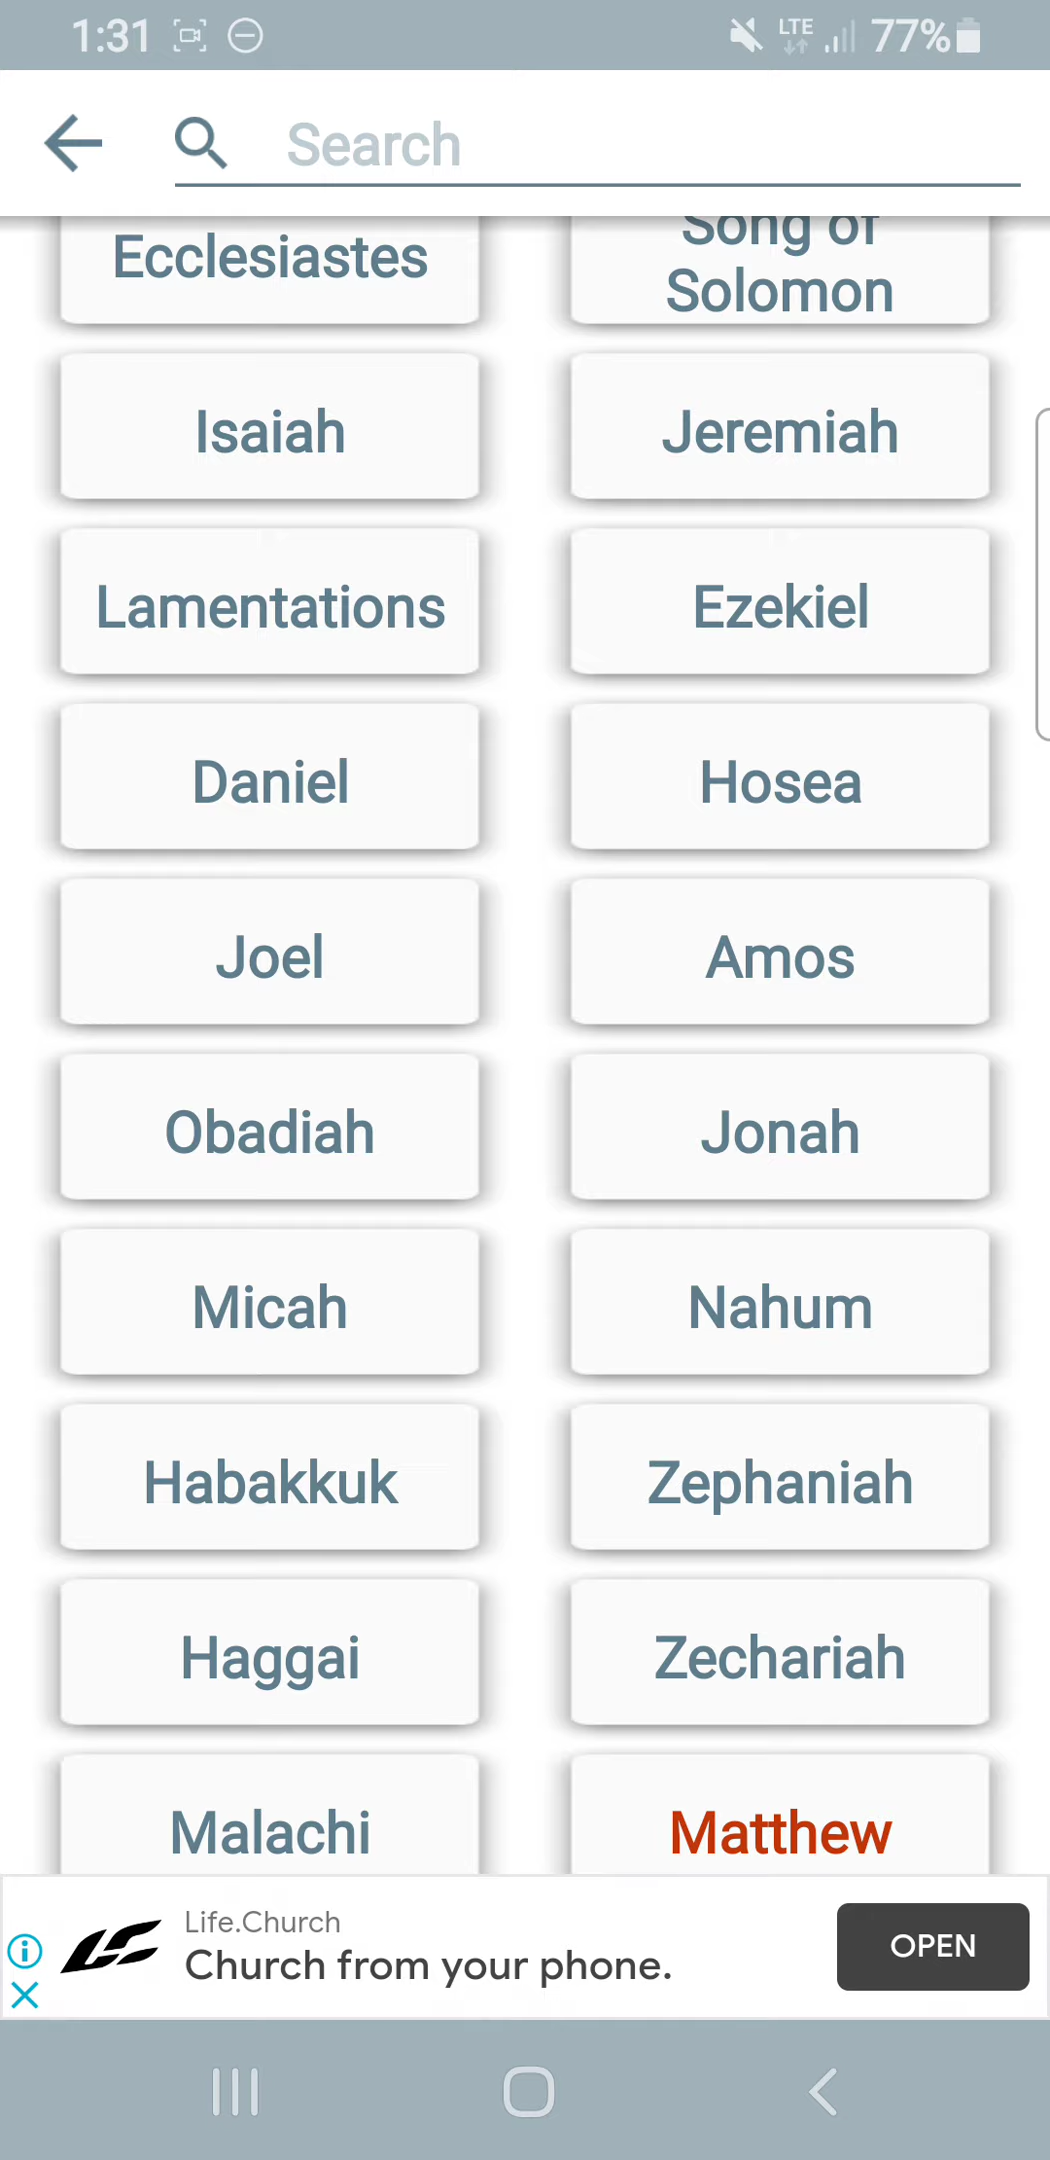 1:31
LTE
77%
Search
Ecclesiastes
Song of
Solomon
Isaiah
Jeremiah
Lamentations
Ezekiel
Daniel
Hosea
Joel
Amos
Obadiah
Jonah
Micah
Nahum
Habakkuk
Zephaniah
Haggai
Zechariah
Malachi
Matthew
Life.Church
Church from your phone.
OPEN